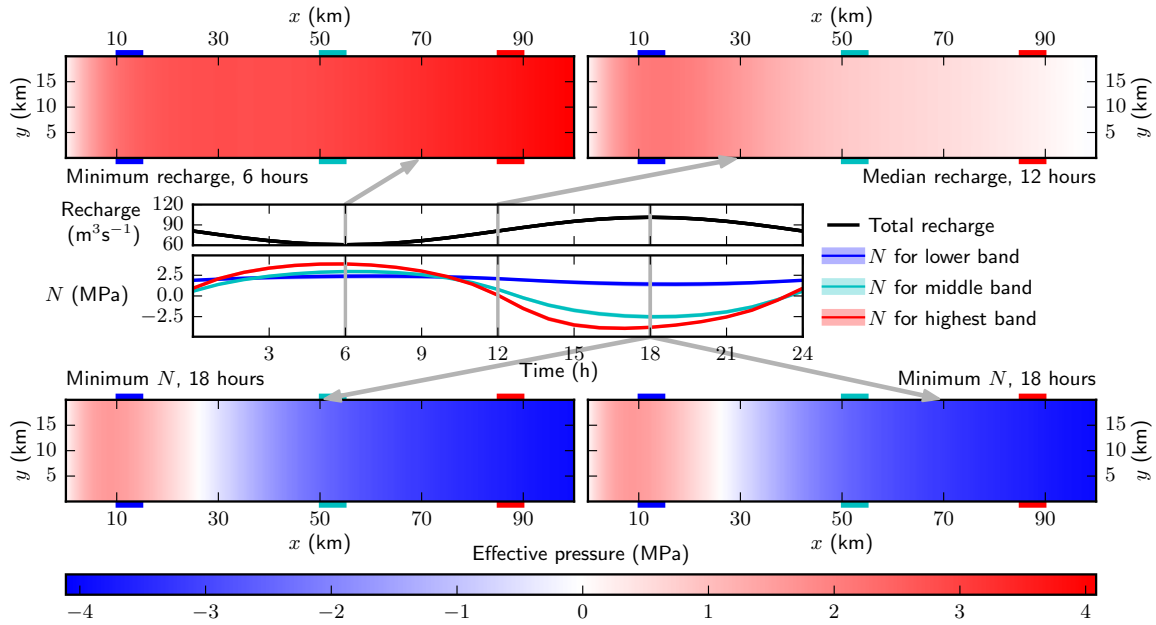 x (km)
x (km)
10 30 50 70 90
10 30 50 70 90
y (km)
15
10
5
15
10
5
y (km)
Minimum recharge, 6 hours
Median recharge, 12 hours
Recharge
(m³s⁻¹)
120
90
60
N (MPa)
2.5
0.0
−2.5
3 6 9 12 15 18 21 24
Time (h)
Total recharge
N for lower band
N for middle band
N for highest band
Minimum N, 18 hours
Minimum N, 18 hours
y (km)
15
10
5
15
10
5
y (km)
10 30 50 70 90
10 30 50 70 90
x (km)
x (km)
Effective pressure (MPa)
−4 −3 −2 −1 0 1 2 3 4